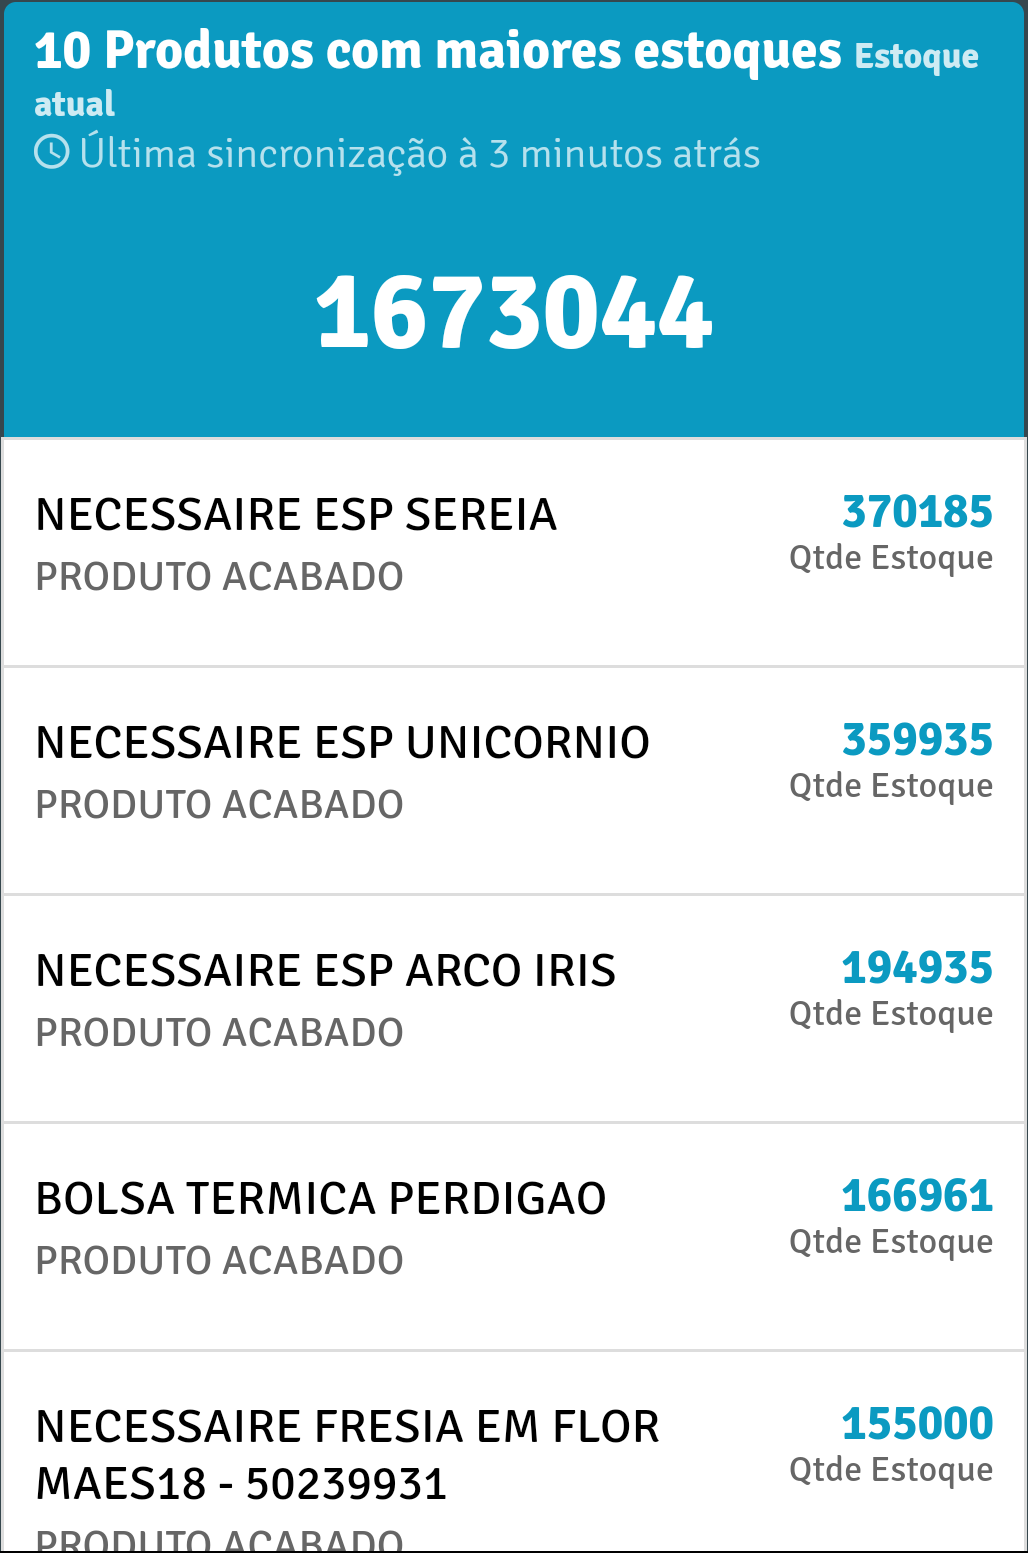 10 Produtos com maiores estoques Estoque
atual
Última sincronização à 3 minutos atrás
1673044
NECESSAIRE ESP SEREIA
370185
PRODUTO ACABADO
Qtde Estoque
NECESSAIRE ESP UNICORNIO
359935
PRODUTO ACABADO
Qtde Estoque
NECESSAIRE ESP ARCO IRIS
194935
PRODUTO ACABADO
Qtde Estoque
BOLSA TERMICA PERDIGAO
166961
PRODUTO ACABADO
Qtde Estoque
NECESSAIRE FRESIA EM FLOR
MAES18 - 50239931
155000
Qtde Estoque
PRODUTO ACABADO